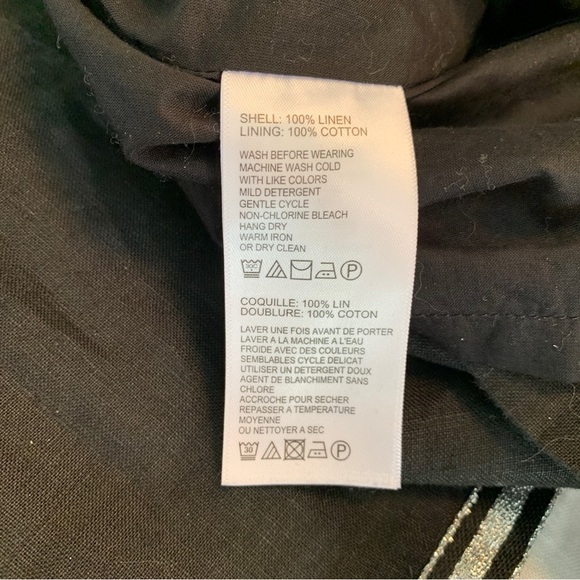 SHELL: 100% LINEN
LINING: 100% COTTON
WASH BEFORE WEARING
MACHINE WASH COLD
WITH LIKE COLORS
MILD DETERGENT
GENTLE CYCLE
NON-CHLORINE BLEACH
HANG DRY
WARM IRON
OR DRY CLEAN
COQUILLE: 100% LIN
DOUBLURE: 100% COTON
LAVER UNE FOIS AVANT DE PORTER
LAVER A LA MACHINE A L'EAU
FROIDE AVEC DES COULEURS
SEMBLABLES CYCLE DELICAT
UTILISER UN DETERGENT DOUX
AGENT DE BLANCHIMENT SANS
CHLORE
ACCROCHE POUR SECHER
REPASSER A TEMPERATURE
MOYENNE
OU NETTOYER A SEC
30 P